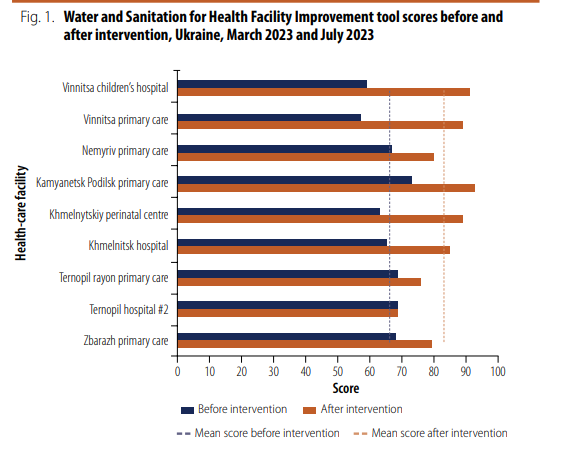 Fig. 1. Water and Sanitation for Health Facility Improvement tool scores before and
after intervention, Ukraine, March 2023 and July 2023
Health-care facility
Vinnitsa children's hospital
Vinnitsa primary care
Nemyriv primary care
Kamyanetsk Podilsk primary care
Khmelnytskiy perinatal centre
Khmelnitsk hospital
Ternopil rayon primary care
Ternopil hospital #2
Zbarazh primary care
0 10 20 30 40 50 60 70 80 90 100
Score
Before intervention After intervention
Mean score before intervention Mean score after intervention